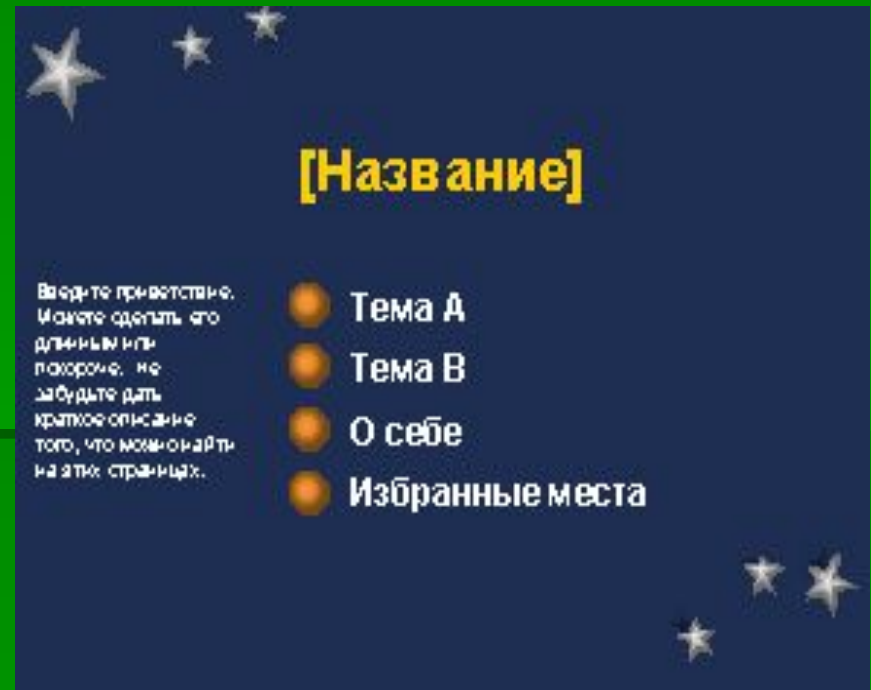 [Название]
Введите приветствие.
Можете сделать его
длинным или
покороче. Не
забудьте дать
краткое описание
того, что можно найти
на этих страницах.
Тема А
Тема В
О себе
Избранные места